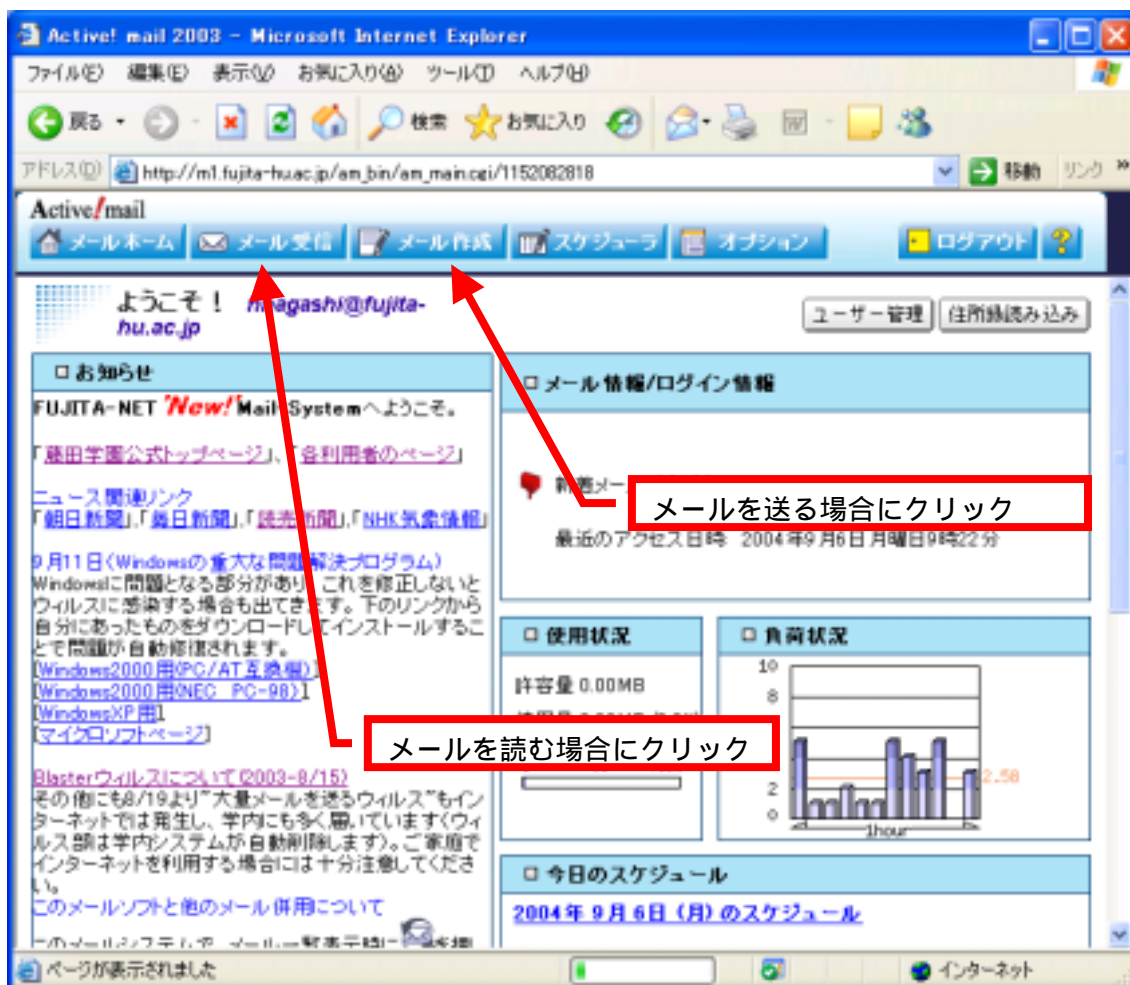 Active! mail 2003 - Microsoft Internet Explorer
ファイル(F) 編集(E) 表示(V) お気に入り(A) ツール(T) ヘルプ(H)
戻る 検索 お気に入り
アドレス(D) http://m1.fujita-hu.ac.jp/am_bin/am_main.cgi/1152082818 移動 リンク »
Active!mail
メールホーム メール受信 メール作成 スケジューラ オプション ログアウト ?
ようこそ！ @fujita-
hu.ac.jp
ユーザー管理 住所録読み込み
お知らせ
FUJITA-NET New! Mail Systemへようこそ。
「藤田学園公式トップページ」、「各利用者のページ」
ニュース関連リンク
「朝日新聞」,「毎日新聞」,「読売新聞」,「NHK気象情報」
9月11日(Windowsの重大な問題解決プログラム)
Windowsに問題となる部分があり、これを修正しないと
ウィルスに感染する場合も出てきます。下のリンクから
自分にあったものをダウンロードしてインストールするこ
とで問題が自動修復されます。
[Windows2000用(PC/AT互換機)]
[Windows2000用(NEC PC-98)]
[WindowsXP用]
[マイクロソフトページ]
Blasterウィルスについて(2003-8/15)
その他にも8/19より"大量メールを送るウィルス"もイン
ターネットでは発生し、学内にも多く届いています(ウィ
ルス部は学内システムが自動削除します)。ご家庭で
インターネットを利用する場合には十分注意してくださ
い。
このメールソフトと他のメール併用について
このメールシステムで、メール一覧表示時に
メール情報/ログイン情報
新着メー
メールを送る場合にクリック
最近のアクセス日時 2004年9月6日月曜日9時22分
使用状況
許容量 0.00MB
メールを読む場合にクリック
負荷状況
10
8
2
0
2.58
1hour
今日のスケジュール
2004年9月6日（月）のスケジュール
ページが表示されました インターネット